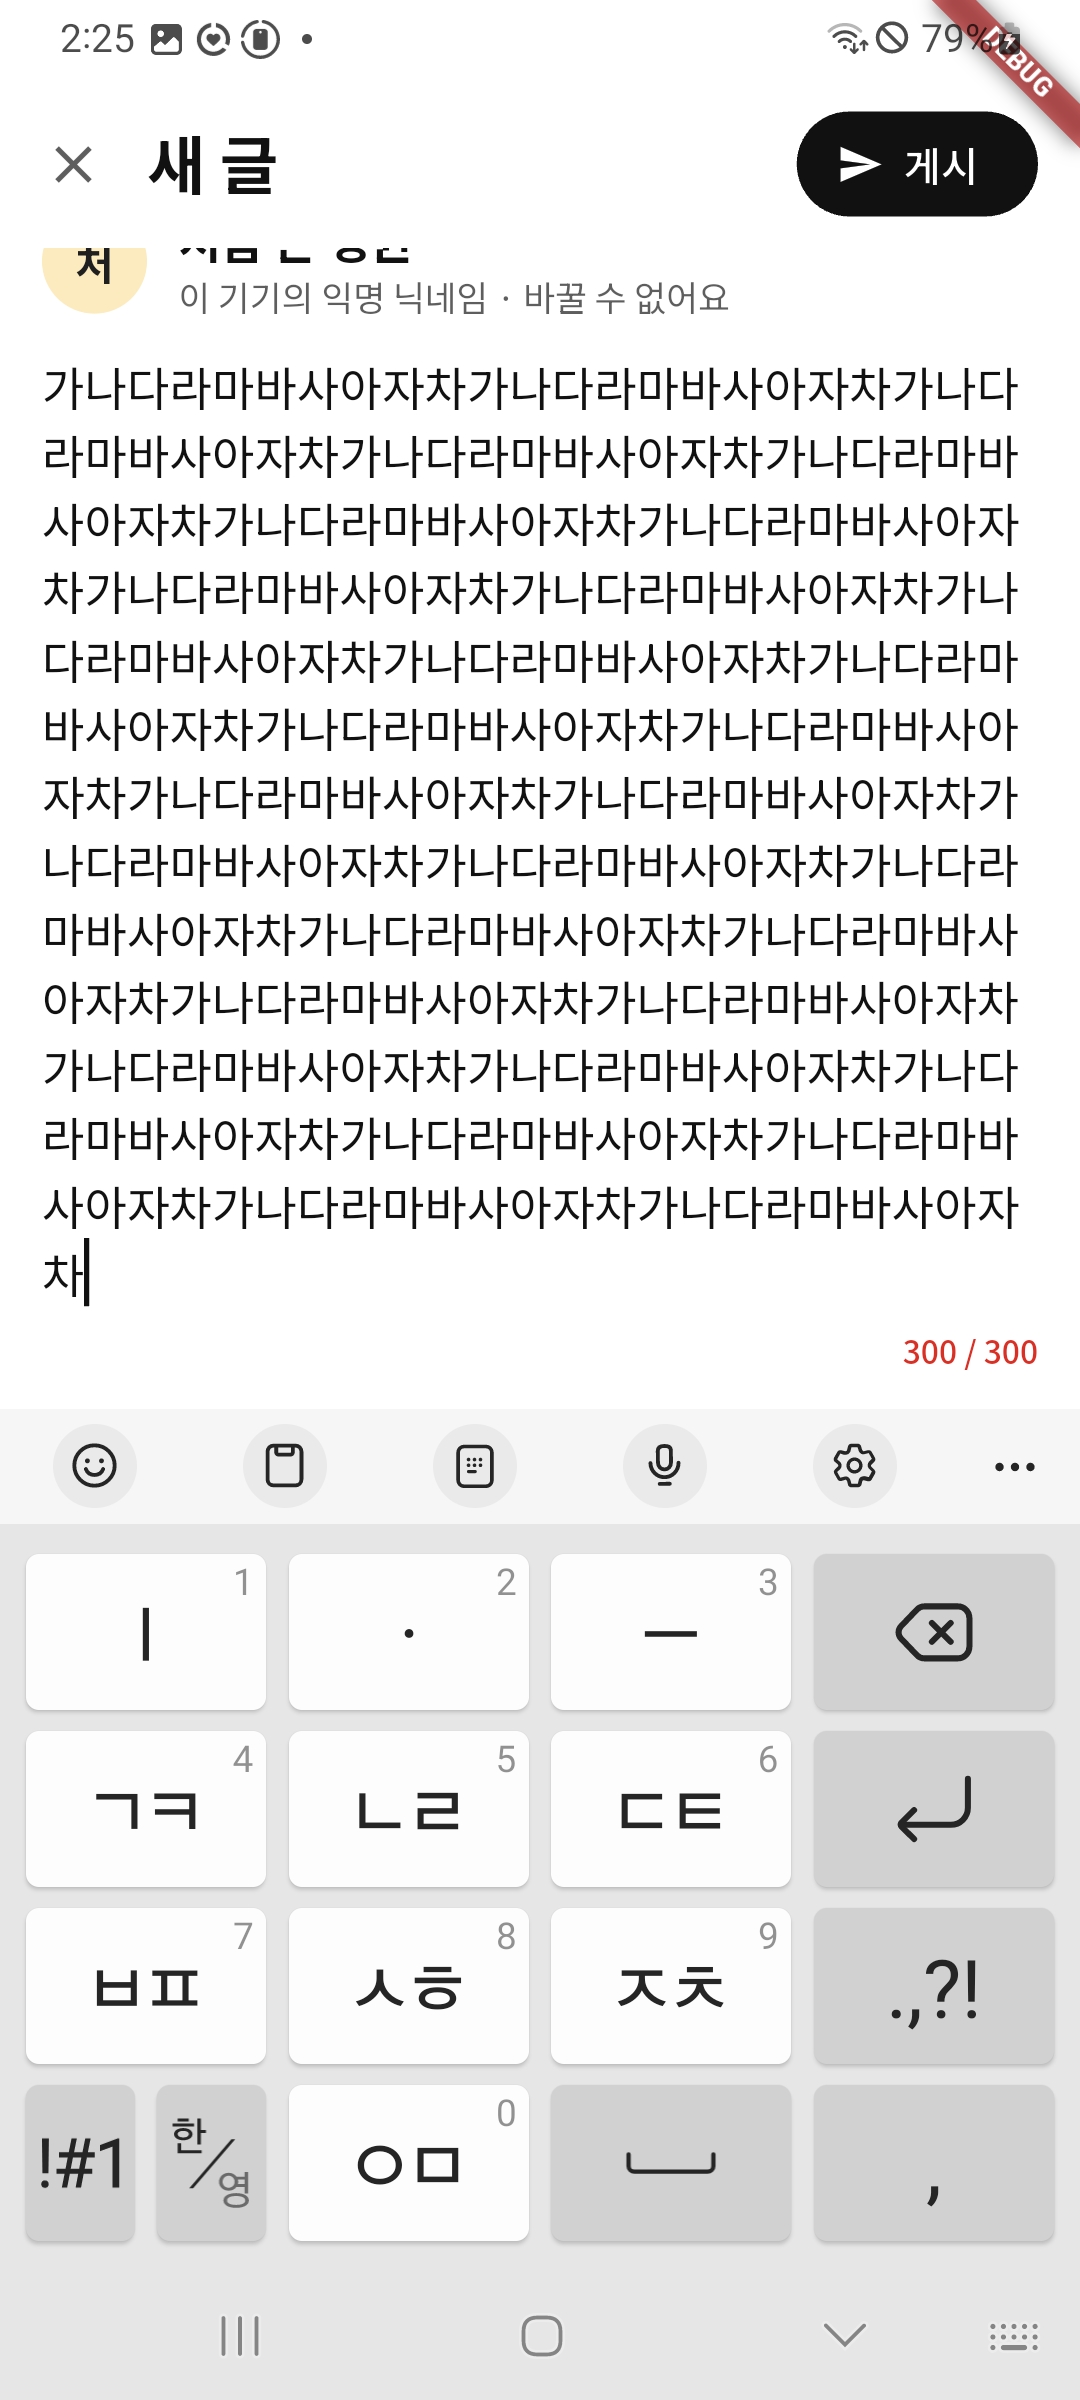 2:25
79%
DEBUG
새 글
게시
처
이 기기의 익명 닉네임 · 바꿀 수 없어요
가나다라마바사아자차가나다라마바사아자차가나다
라마바사아자차가나다라마바사아자차가나다라마바
사아자차가나다라마바사아자차가나다라마바사아자
차가나다라마바사아자차가나다라마바사아자차가나
다라마바사아자차가나다라마바사아자차가나다라마
바사아자차가나다라마바사아자차가나다라마바사아
자차가나다라마바사아자차가나다라마바사아자차가
나다라마바사아자차가나다라마바사아자차가나다라
마바사아자차가나다라마바사아자차가나다라마바사
아자차가나다라마바사아자차가나다라마바사아자차
가나다라마바사아자차가나다라마바사아자차가나다
라마바사아자차가나다라마바사아자차가나다라마바
사아자차가나다라마바사아자차가나다라마바사아자
차
300 / 300
ㅣ 1
· 2
ㅡ 3
ㄱㅋ 4
ㄴㄹ 5
ㄷㅌ 6
ㅂㅍ 7
ㅅㅎ 8
ㅈㅊ 9
.,?!
!#1
한/영
ㅇㅁ 0
,